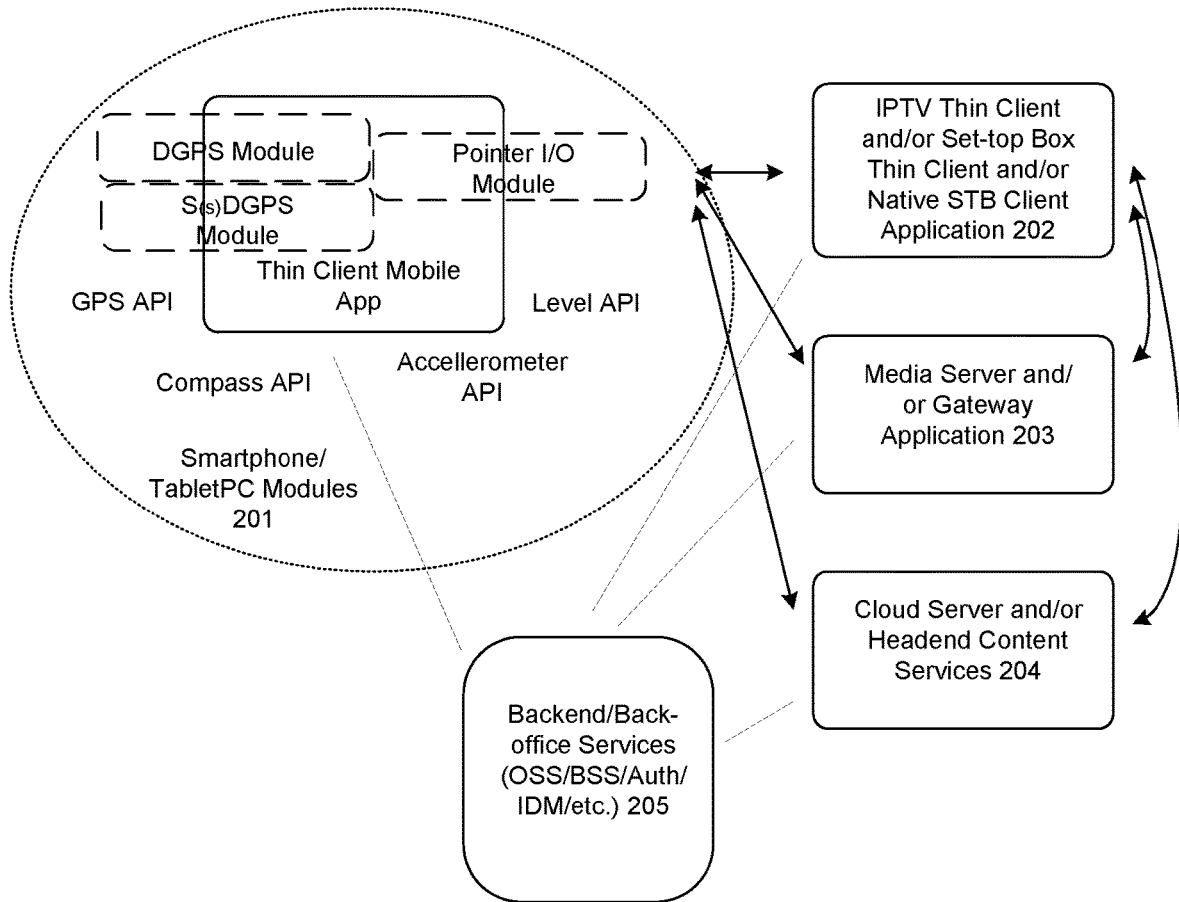 DGPS Module
S(s)DGPS
Module
Pointer I/O
Module
Thin Client Mobile
App
GPS API
Level API
Compass API
Accellerometer
API
Smartphone/
TabletPC Modules
201
IPTV Thin Client
and/or Set-top Box
Thin Client and/or
Native STB Client
Application 202
Media Server and/
or Gateway
Application 203
Cloud Server and/or
Headend Content
Services 204
Backend/Back-
office Services
(OSS/BSS/Auth/
IDM/etc.) 205